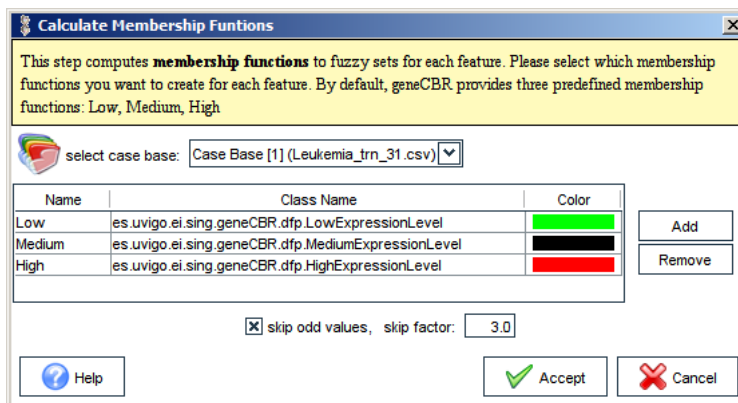 Calculate Membership Funtions
This step computes membership functions to fuzzy sets for each feature. Please select which membership
functions you want to create for each feature. By default, geneCBR provides three predefined membership
functions: Low, Medium, High
select case base: Case Base [1] (Leukemia_trn_31.csv)
Name Class Name Color
Low es.uvigo.ei.sing.geneCBR.dfp.LowExpressionLevel
Medium es.uvigo.ei.sing.geneCBR.dfp.MediumExpressionLevel
High es.uvigo.ei.sing.geneCBR.dfp.HighExpressionLevel
Add
Remove
skip odd values, skip factor: 3.0
Help Accept Cancel